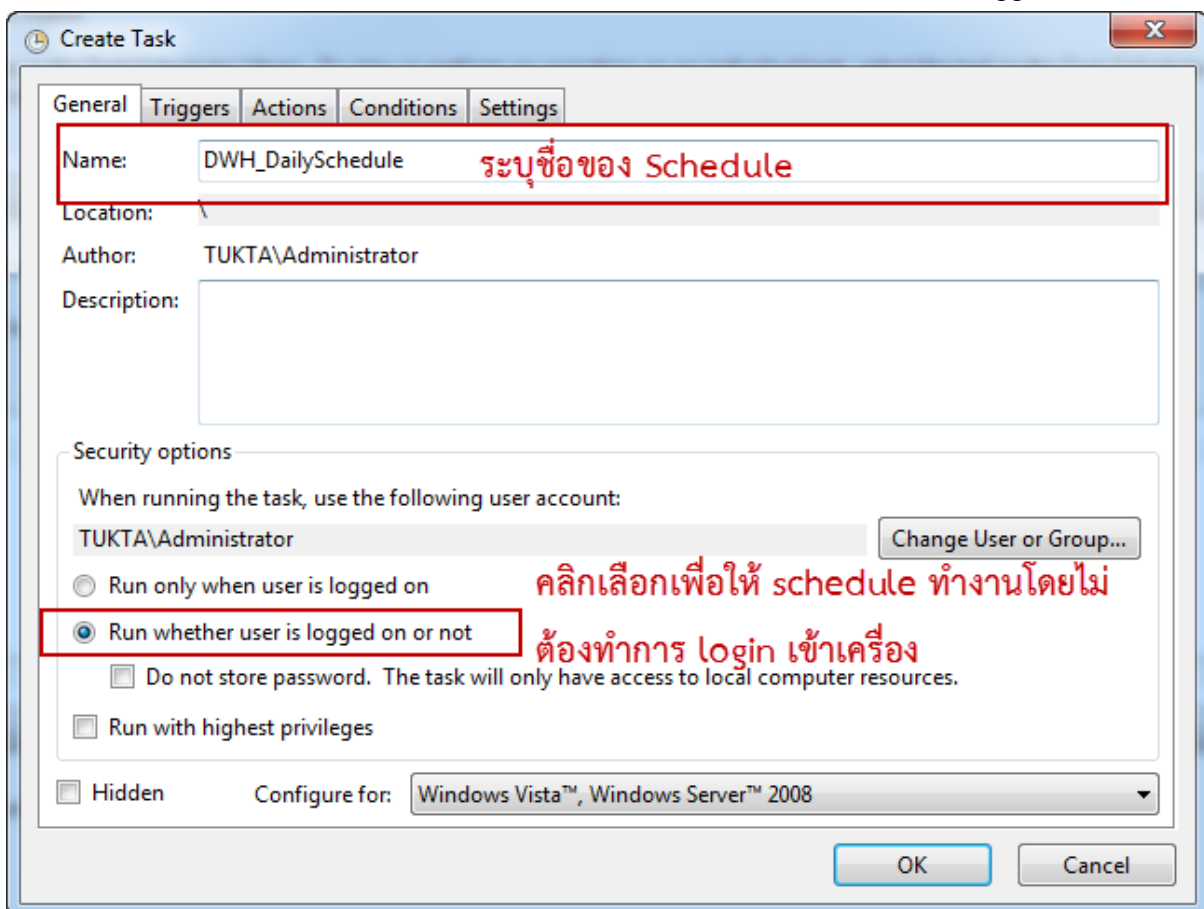 Create Task
General Triggers Actions Conditions Settings
Name: DWH_DailySchedule ระบุชื่อของ Schedule
Location: \
Author: TUKTA\Administrator
Description:
Security options
When running the task, use the following user account:
TUKTA\Administrator Change User or Group...
Run only when user is logged on คลิกเลือกเพื่อให้ schedule ทำงานโดยไม่
Run whether user is logged on or not ต้องทำการ login เข้าเครื่อง
Do not store password. The task will only have access to local computer resources.
Run with highest privileges
Hidden Configure for: Windows Vista™, Windows Server™ 2008
OK Cancel